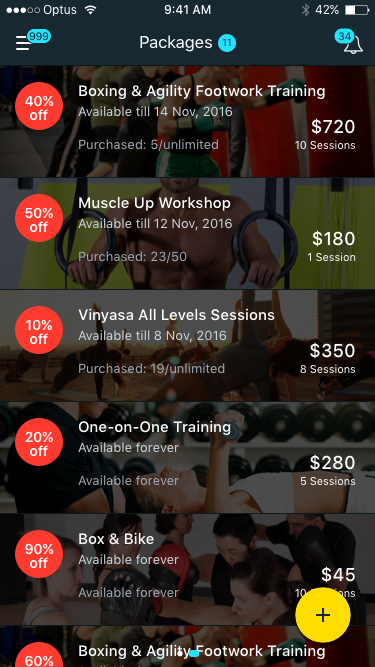 Optus 9:41 AM 42%
999 Packages 11 34
40% off
Boxing & Agility Footwork Training
Available till 14 Nov, 2016
$720
Purchased: 5/unlimited
10 Sessions
50% off
Muscle Up Workshop
Available till 12 Nov, 2016
$180
Purchased: 23/50
1 Session
10% off
Vinyasa All Levels Sessions
Available till 8 Nov, 2016
$350
Purchased: 19/unlimited
8 Sessions
20% off
One-on-One Training
Available forever
$280
Available forever
5 Sessions
90% off
Box & Bike
Available forever
$45
Available forever
10
+
60%
Boxing & Agility Footwork Training